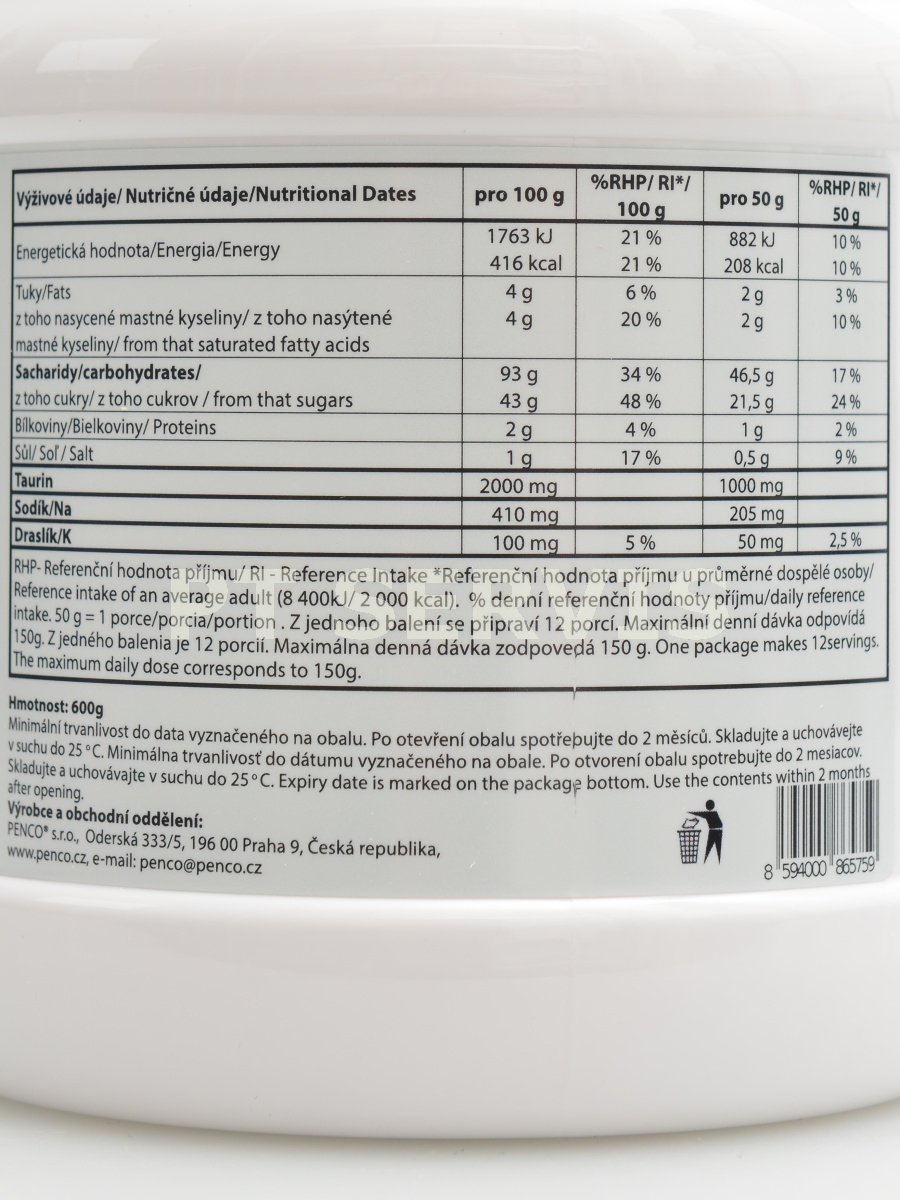 Výživové údaje/ Nutričné údaje/Nutritional Dates pro 100 g %RHP/ RI*/ 100 g pro 50 g %RHP/ RI*/ 50 g
Energetická hodnota/Energia/Energy 1763 kJ 21 % 882 kJ 10 %
416 kcal 21 % 208 kcal 10 %
Tuky/Fats 4 g 6 % 2 g 3 %
z toho nasycené mastné kyseliny/ z toho nasýtené 4 g 20 % 2 g 10 %
mastné kyseliny/ from that saturated fatty acids
Sacharidy/carbohydrates/ 93 g 34 % 46,5 g 17 %
z toho cukry/ z toho cukrov / from that sugars 43 g 48 % 21,5 g 24 %
Bílkoviny/Bielkoviny/ Proteins 2 g 4 % 1 g 2 %
Sůl/ Soľ / Salt 1 g 17 % 0,5 g 9 %
Taurin 2000 mg 1000 mg
Sodík/Na 410 mg 205 mg
Draslík/K 100 mg 5 % 50 mg 2,5 %
RHP- Referenční hodnota příjmu/ RI - Reference Intake *Referenční hodnota příjmu u průměrné dospělé osoby/
Reference intake of an average adult (8 400kJ/ 2 000 kcal). % denní referenční hodnoty příjmu/daily reference
intake. 50 g = 1 porce/porcia/portion . Z jednoho balení se připraví 12 porcí. Maximální denní dávka odpovídá
150g. Z jedného balenia je 12 porcií. Maximálna denná dávka zodpovedá 150 g. One package makes 12servings.
The maximum daily dose corresponds to 150g.
PT SERVIS
Hmotnost: 600g
Minimální trvanlivost do data vyznačeného na obalu. Po otevření obalu spotřebujte do 2 měsíců. Skladujte a uchovávejte
v suchu do 25 °C. Minimálna trvanlivosť do dátumu vyznačeného na obale. Po otvorení obalu spotrebujte do 2 mesiacov.
Skladujte a uchovávajte v suchu do 25°C. Expiry date is marked on the package bottom. Use the contents within 2 months
after opening.
Výrobce a obchodní oddělení:
PENCO® s.r.o., Oderská 333/5, 196 00 Praha 9, Česká republika,
www.penco.cz, e-mail: penco@penco.cz
8 594000 865759